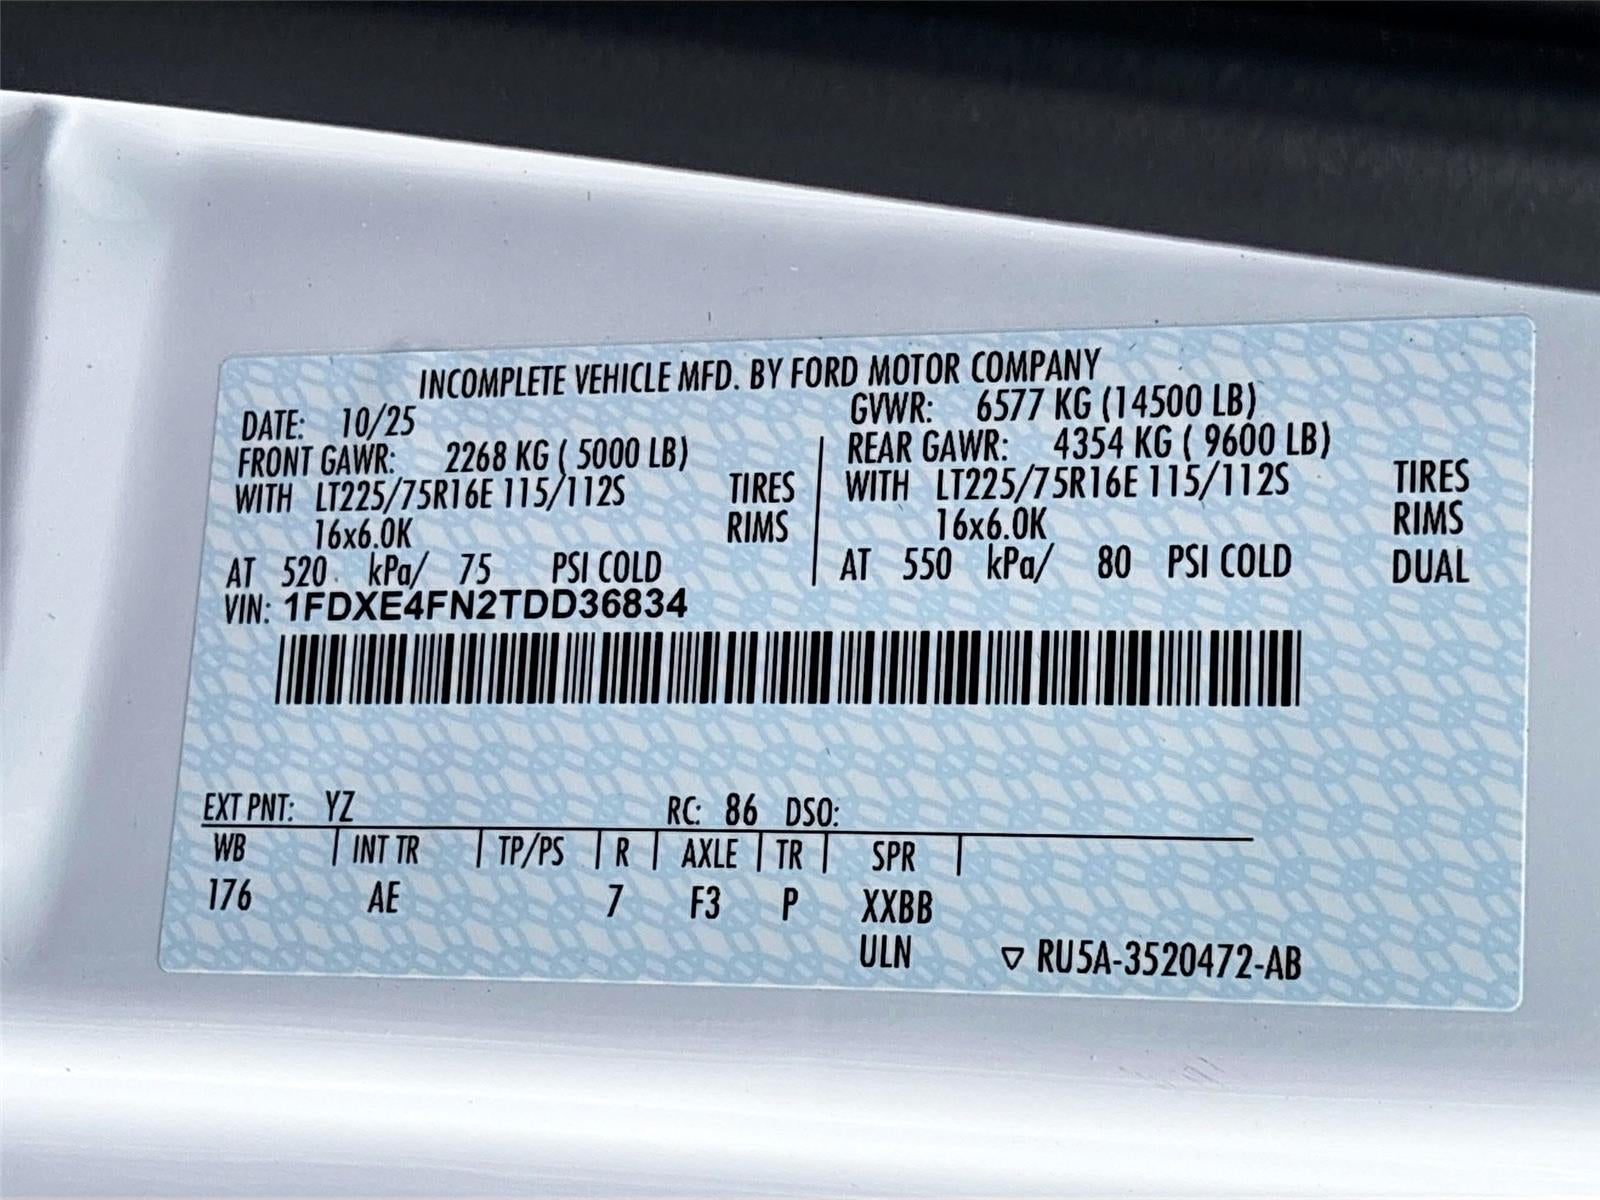 INCOMPLETE VEHICLE MFD. BY FORD MOTOR COMPANY
DATE: 10/25 GVWR: 6577 KG (14500 LB)
FRONT GAWR: 2268 KG ( 5000 LB) REAR GAWR: 4354 KG ( 9600 LB)
WITH LT225/75R16E 115/112S TIRES WITH LT225/75R16E 115/112S TIRES
16x6.0K RIMS 16x6.0K RIMS
AT 520 kPa/ 75 PSI COLD AT 550 kPa/ 80 PSI COLD DUAL
VIN: 1FDXE4FN2TDD36834
EXT PNT: YZ RC: 86 DSO:
WB INT TR TP/PS R AXLE TR SPR
176 AE 7 F3 P XXBB
ULN ▽ RU5A-3520472-AB